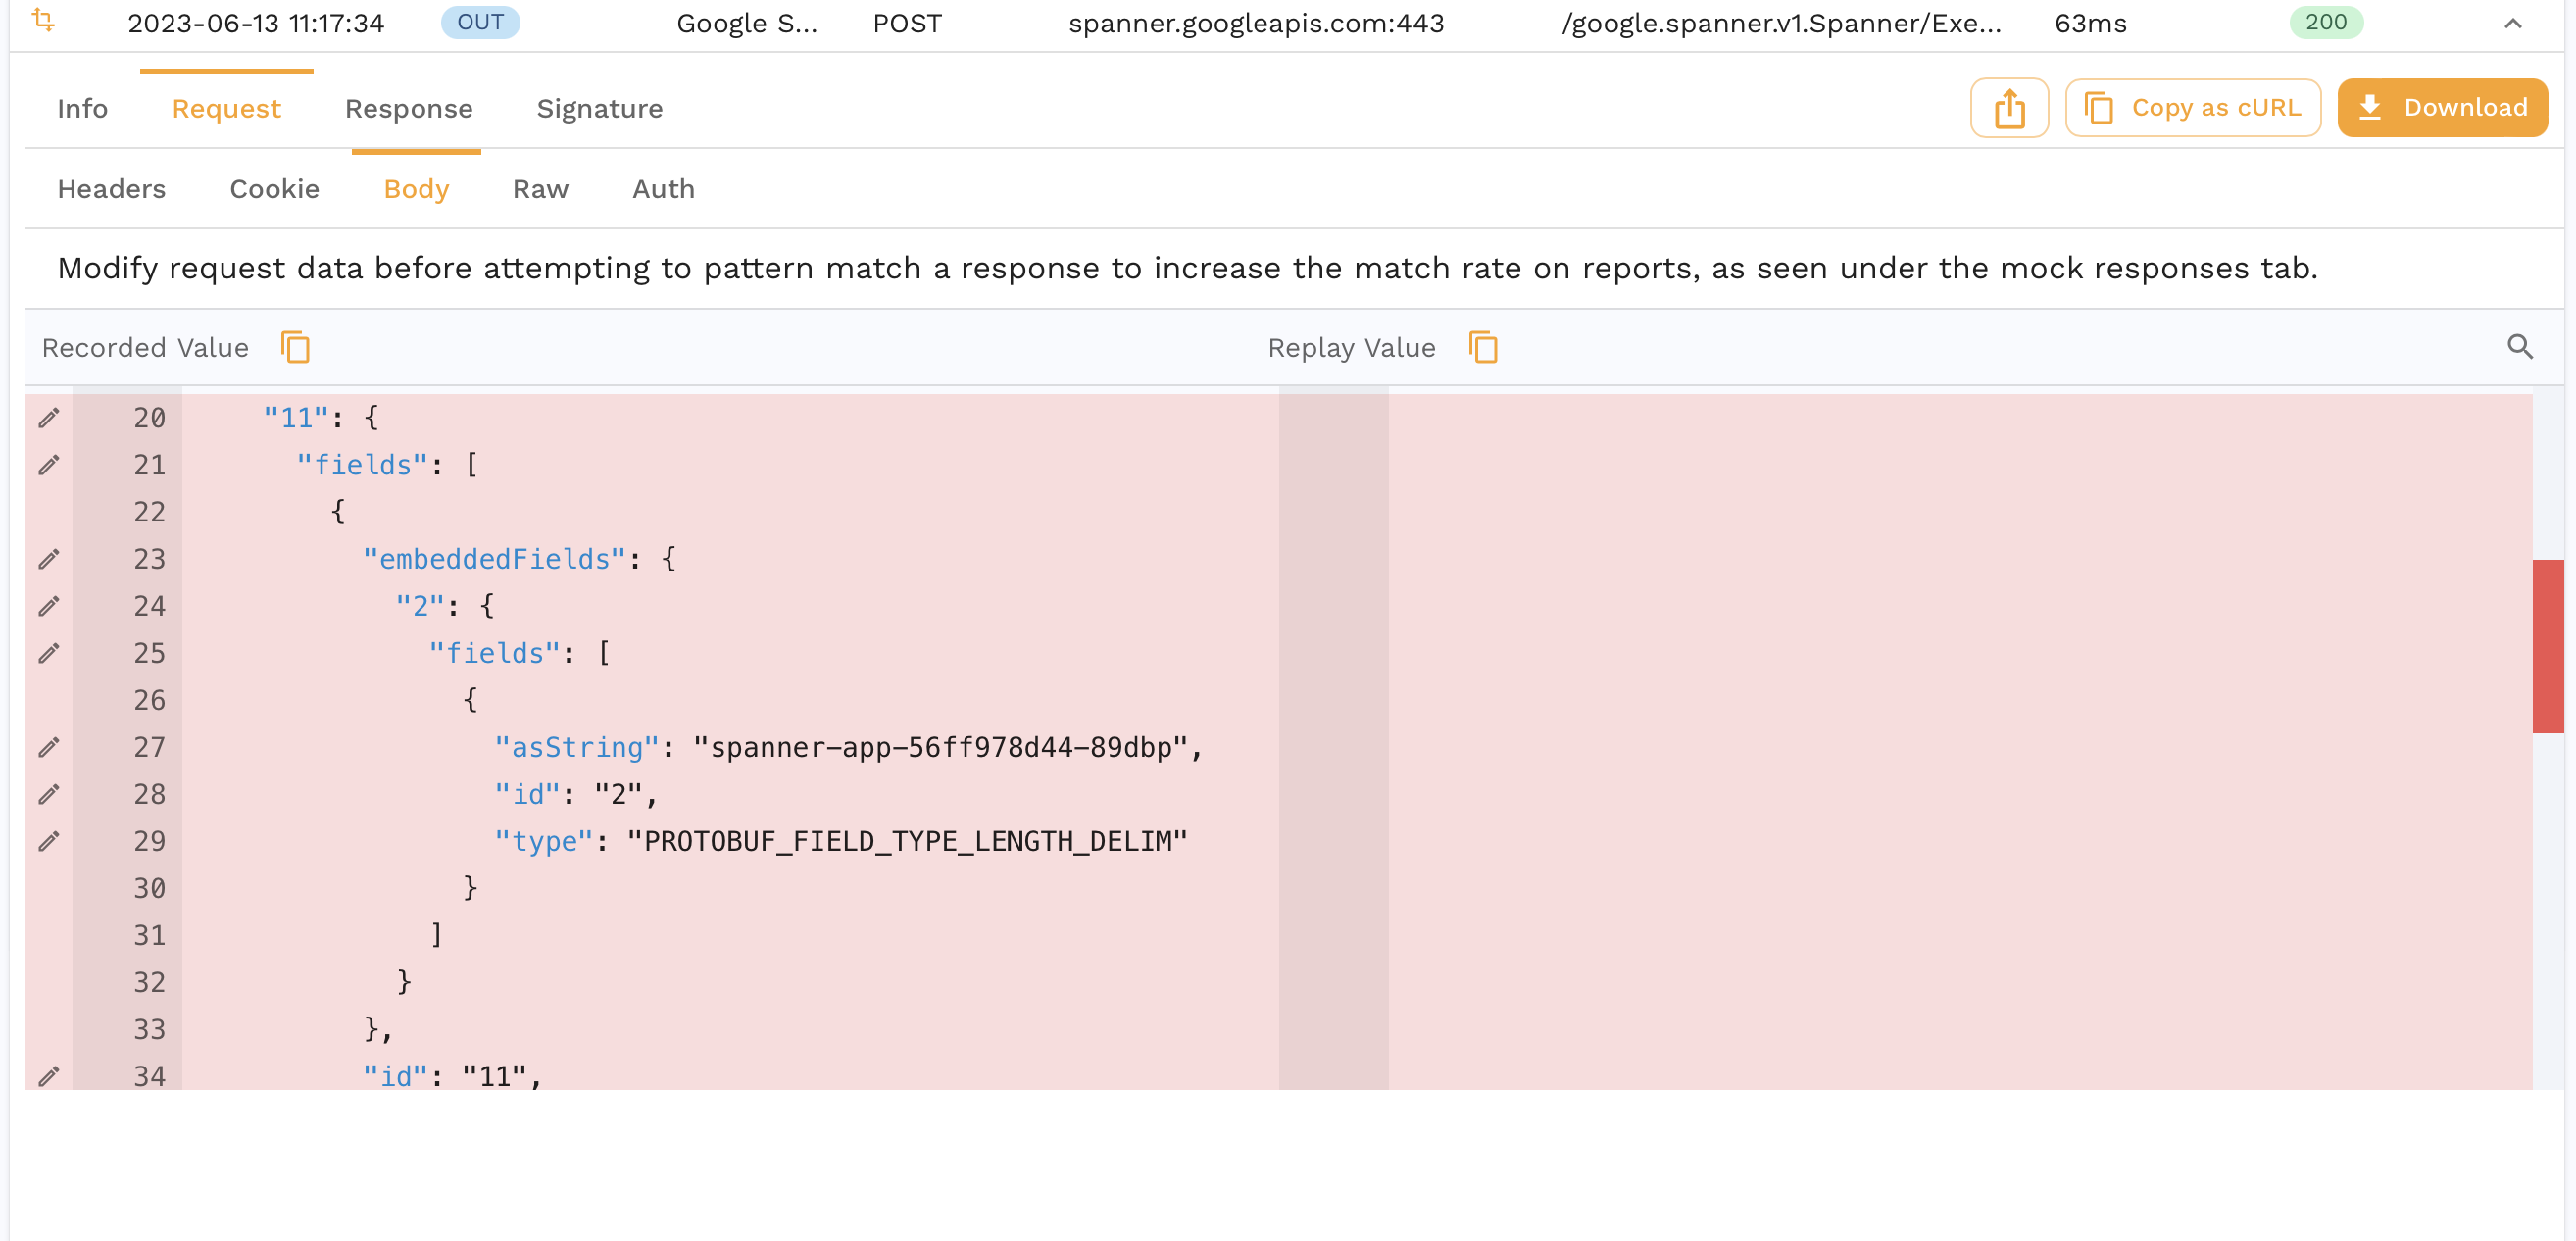 2023-06-13 11:17:34 OUT Google S... POST spanner.googleapis.com:443 /google.spanner.v1.Spanner/Exe... 63ms 200
Info Request Response Signature Copy as cURL Download
Headers Cookie Body Raw Auth
Modify request data before attempting to pattern match a response to increase the match rate on reports, as seen under the mock responses tab.
Recorded Value Replay Value
20 "11": {
21 "fields": [
22 {
23 "embeddedFields": {
24 "2": {
25 "fields": [
26 {
27 "asString": "spanner-app-56ff978d44-89dbp",
28 "id": "2",
29 "type": "PROTOBUF_FIELD_TYPE_LENGTH_DELIM"
30 }
31 ]
32 }
33 },
34 "id": "11",